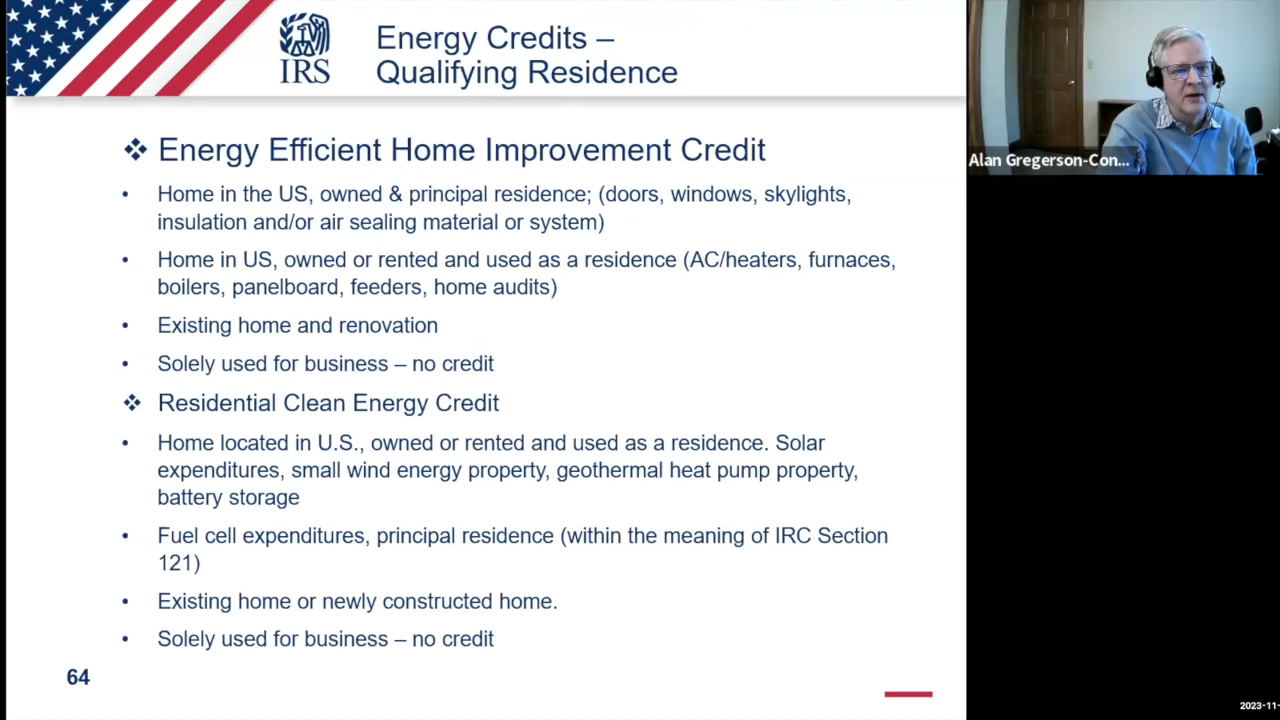 IRS
Energy Credits –
Qualifying Residence
❖ Energy Efficient Home Improvement Credit
• Home in the US, owned & principal residence; (doors, windows, skylights,
insulation and/or air sealing material or system)
• Home in US, owned or rented and used as a residence (AC/heaters, furnaces,
boilers, panelboard, feeders, home audits)
• Existing home and renovation
• Solely used for business – no credit
❖ Residential Clean Energy Credit
• Home located in U.S., owned or rented and used as a residence. Solar
expenditures, small wind energy property, geothermal heat pump property,
battery storage
• Fuel cell expenditures, principal residence (within the meaning of IRC Section
121)
• Existing home or newly constructed home.
• Solely used for business – no credit
64
Alan Gregerson-Con...
2023-11-